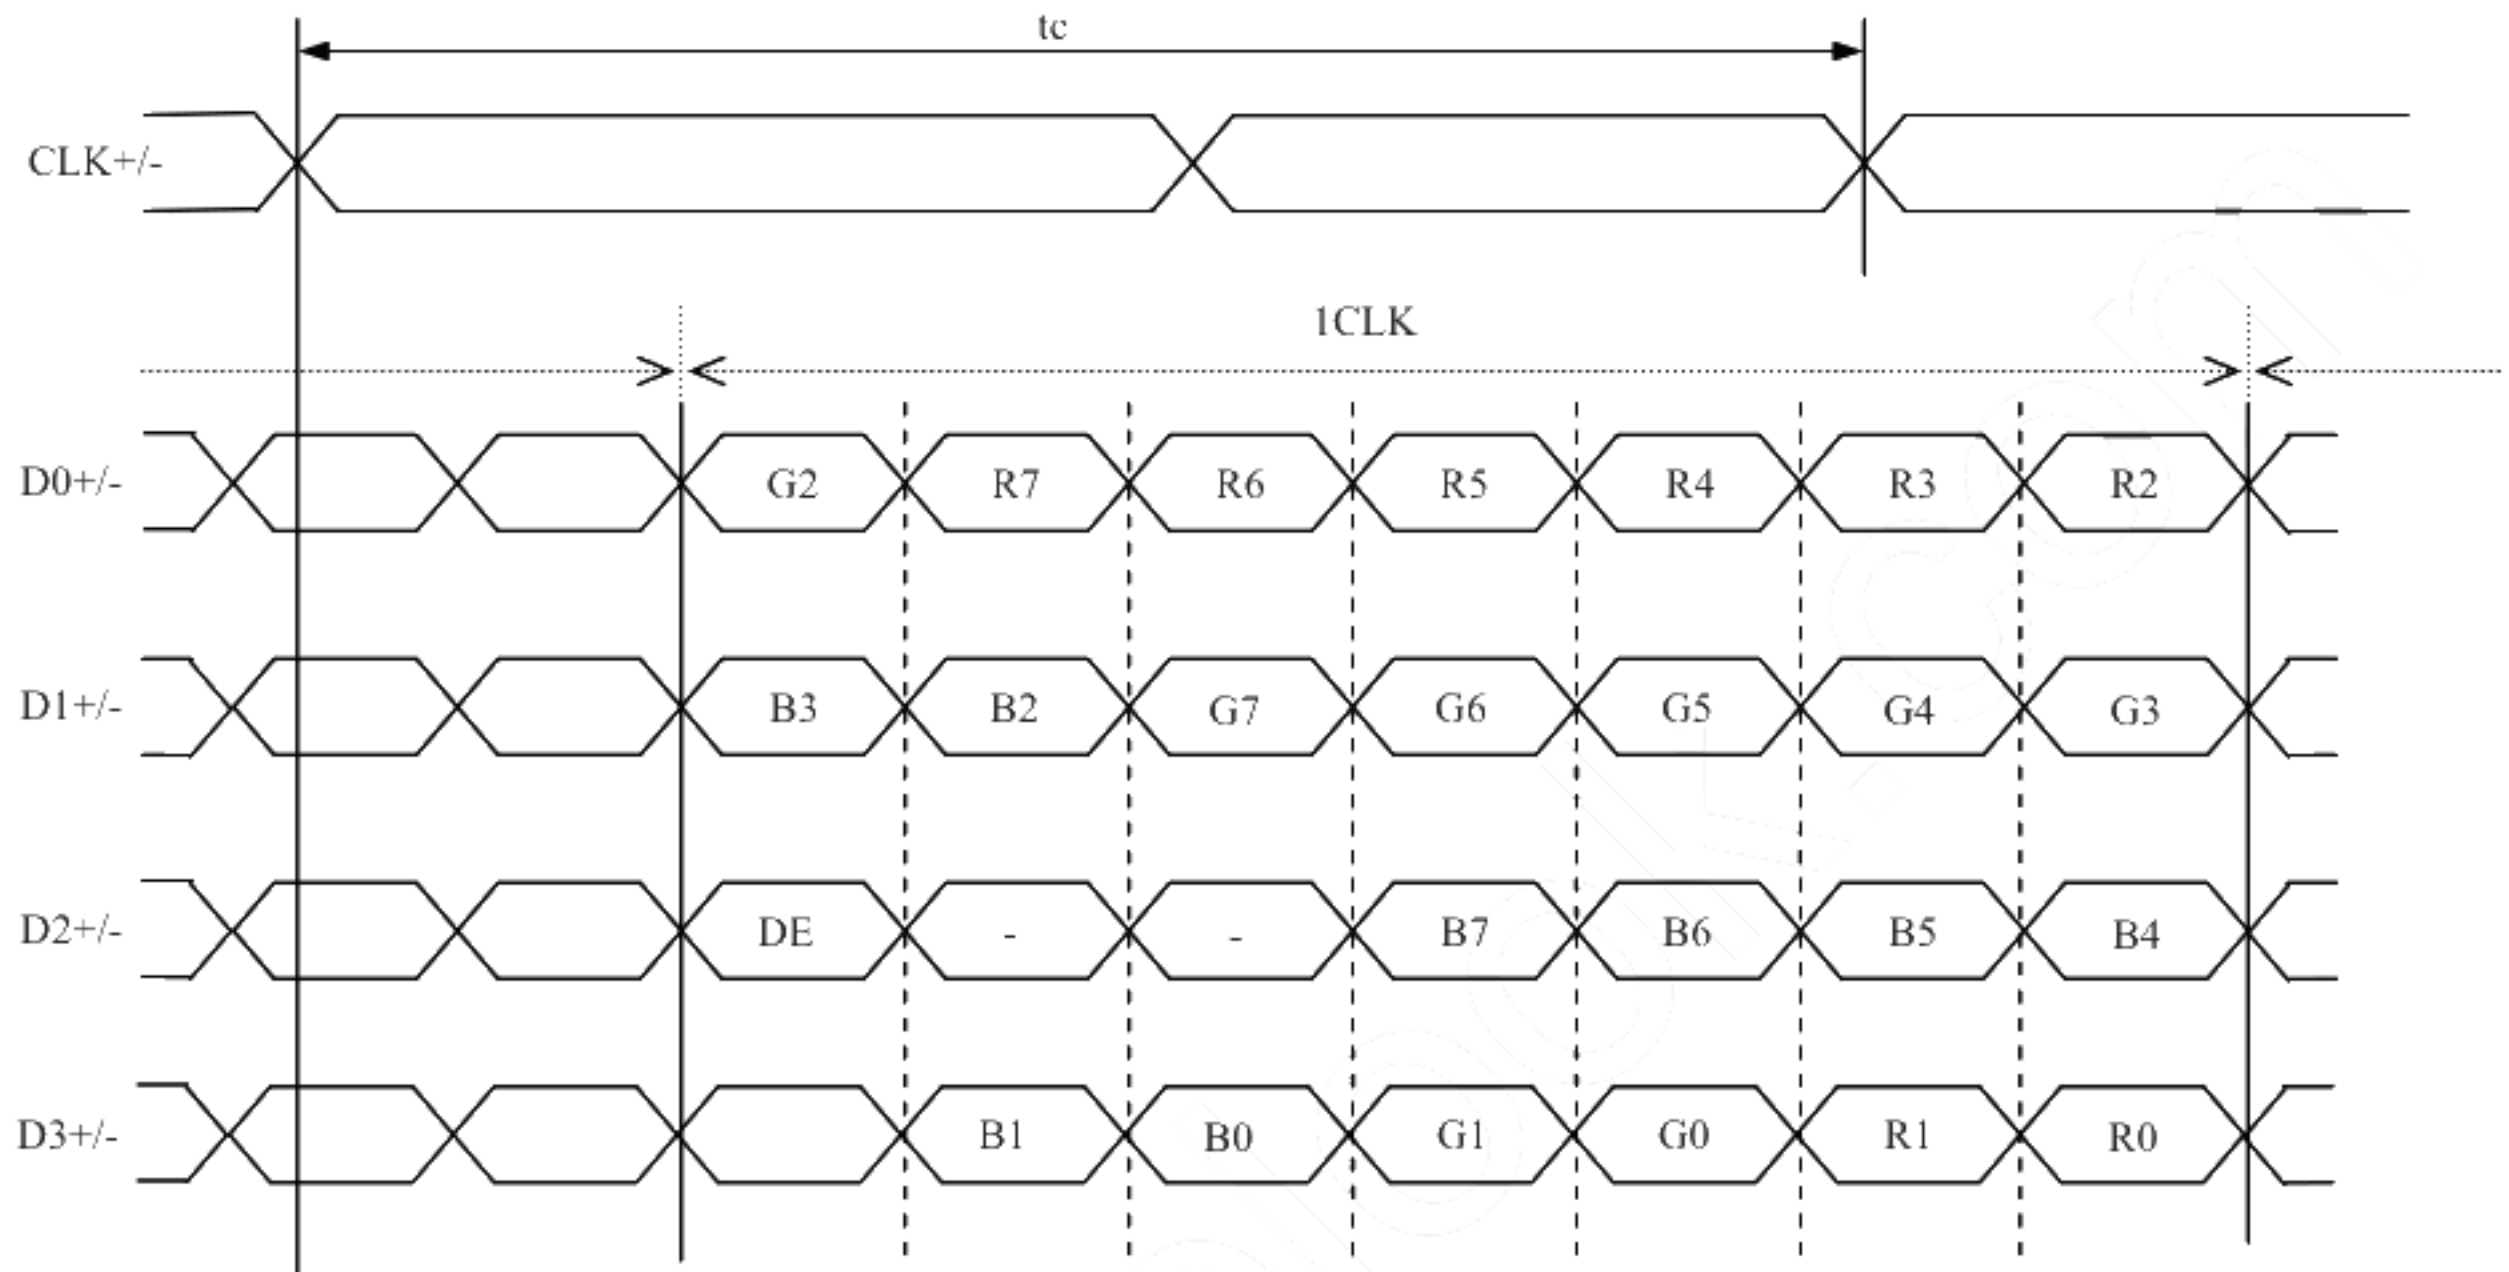 tc
CLK+/-
1CLK
D0+/- G2 R7 R6 R5 R4 R3 R2
D1+/- B3 B2 G7 G6 G5 G4 G3
D2+/- DE - - B7 B6 B5 B4
D3+/- B1 B0 G1 G0 R1 R0